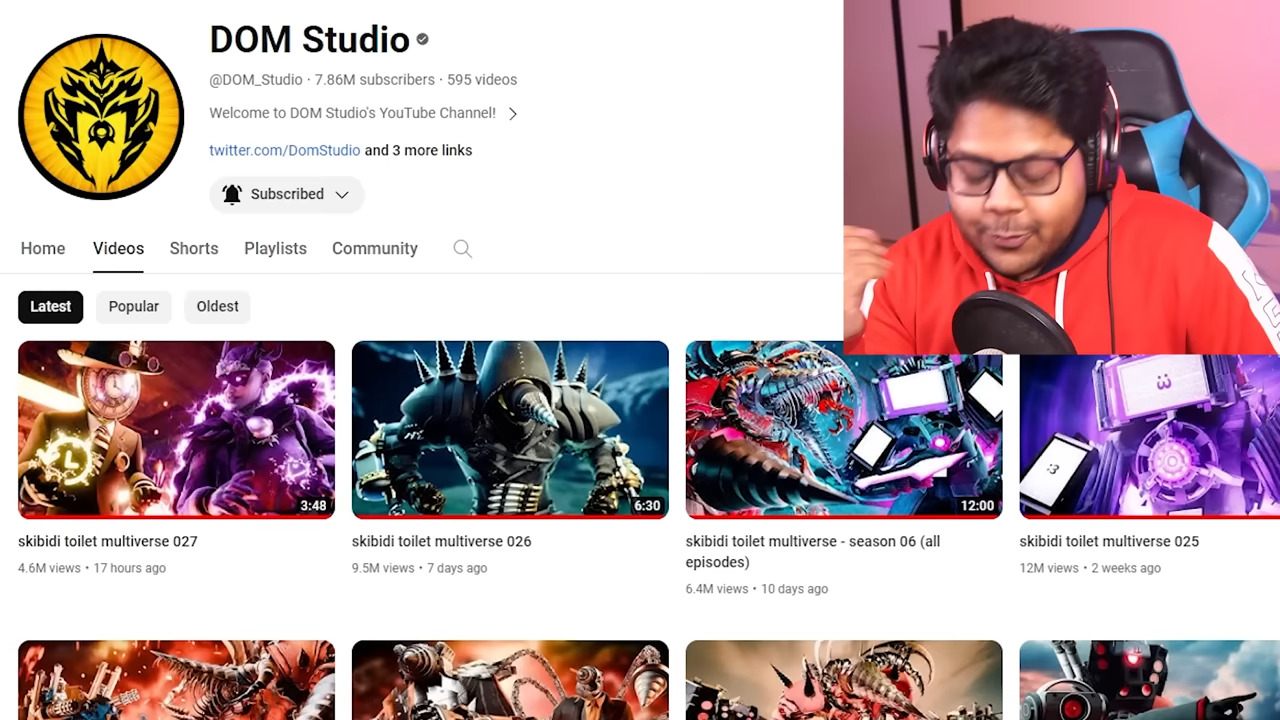 DOM Studio
@DOM_Studio · 7.86M subscribers · 595 videos
Welcome to DOM Studio's YouTube Channel!
twitter.com/DomStudio and 3 more links
Subscribed
Home Videos Shorts Playlists Community
Latest Popular Oldest
3:48
6:30
12:00
skibidi toilet multiverse 027
4.6M views • 17 hours ago
skibidi toilet multiverse 026
9.5M views • 7 days ago
skibidi toilet multiverse - season 06 (all
episodes)
6.4M views • 10 days ago
skibidi toilet multiverse 025
12M views • 2 weeks ago